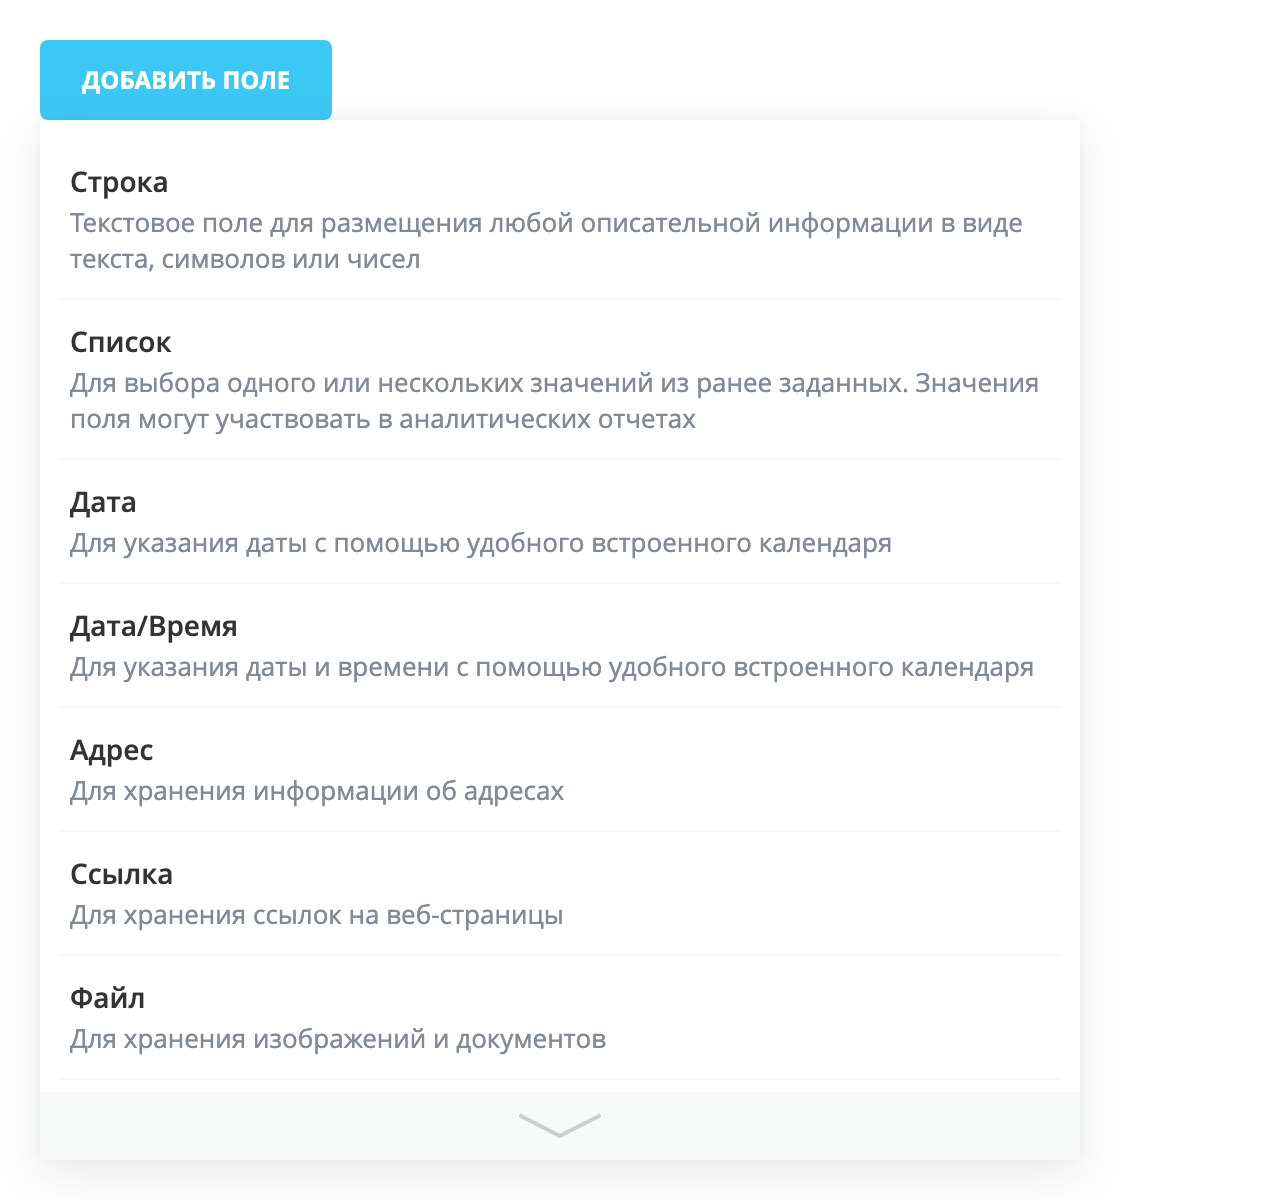 ДОБАВИТЬ ПОЛЕ
Строка
Текстовое поле для размещения любой описательной информации в виде
текста, символов или чисел
Список
Для выбора одного или нескольких значений из ранее заданных. Значения
поля могут участвовать в аналитических отчетах
Дата
Для указания даты с помощью удобного встроенного календаря
Дата/Время
Для указания даты и времени с помощью удобного встроенного календаря
Адрес
Для хранения информации об адресах
Ссылка
Для хранения ссылок на веб-страницы
Файл
Для хранения изображений и документов